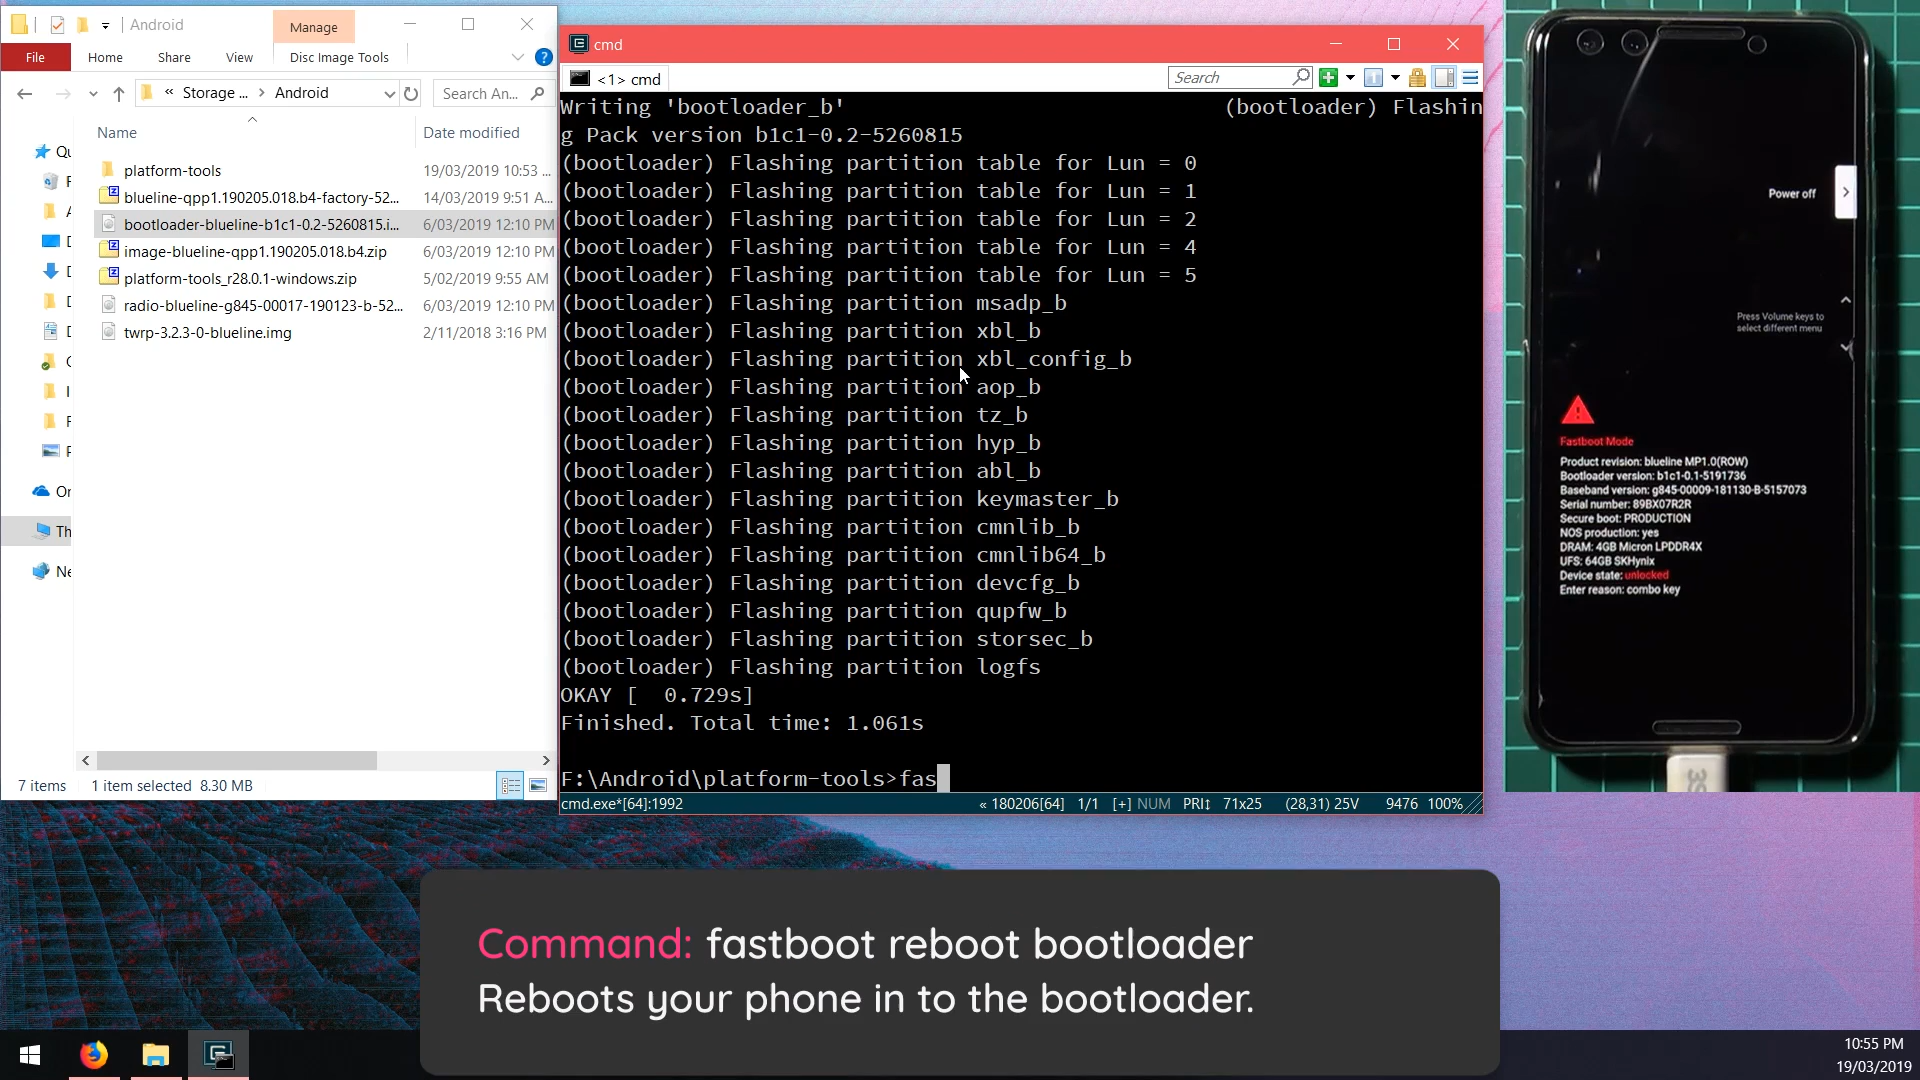 Android
Manage
File
Home
Share
View
Disc Image Tools
« Storage ... > Android
Search An...
Name
Date modified
platform-tools
19/03/2019 10:53 ...
blueline-qpp1.190205.018.b4-factory-52...
14/03/2019 9:51 A...
bootloader-blueline-b1c1-0.2-5260815.i...
6/03/2019 12:10 PM
image-blueline-qpp1.190205.018.b4.zip
6/03/2019 12:10 PM
platform-tools_r28.0.1-windows.zip
5/02/2019 9:55 AM
radio-blueline-g845-00017-190123-b-52...
6/03/2019 12:10 PM
twrp-3.2.3-0-blueline.img
2/11/2018 3:16 PM
7 items
1 item selected 8.30 MB
cmd
<1> cmd
Search
Writing 'bootloader_b' (bootloader) Flashin
g Pack version b1c1-0.2-5260815
(bootloader) Flashing partition table for Lun = 0
(bootloader) Flashing partition table for Lun = 1
(bootloader) Flashing partition table for Lun = 2
(bootloader) Flashing partition table for Lun = 4
(bootloader) Flashing partition table for Lun = 5
(bootloader) Flashing partition msadp_b
(bootloader) Flashing partition xbl_b
(bootloader) Flashing partition xbl_config_b
(bootloader) Flashing partition aop_b
(bootloader) Flashing partition tz_b
(bootloader) Flashing partition hyp_b
(bootloader) Flashing partition abl_b
(bootloader) Flashing partition keymaster_b
(bootloader) Flashing partition cmnlib_b
(bootloader) Flashing partition cmnlib64_b
(bootloader) Flashing partition devcfg_b
(bootloader) Flashing partition qupfw_b
(bootloader) Flashing partition storsec_b
(bootloader) Flashing partition logfs
OKAY [  0.729s]
Finished. Total time: 1.061s
F:\Android\platform-tools>fas
cmd.exe*[64]:1992
« 180206[64] 1/1 [+] NUM PRI↕ 71x25 (28,31) 25V 9476 100%
Power off
Press Volume keys to
select different menu
Fastboot Mode
Product revision: blueline MP1.0(ROW)
Bootloader version: b1c1-0.1-5191736
Baseband version: g845-00009-181130-B-5157073
Serial number: 89BX07R2R
Secure boot: PRODUCTION
NOS production: yes
DRAM: 4GB Micron LPDDR4X
UFS: 64GB SKHynix
Device state: unlocked
Enter reason: combo key
Command: fastboot reboot bootloader
Reboots your phone in to the bootloader.
10:55 PM
19/03/2019